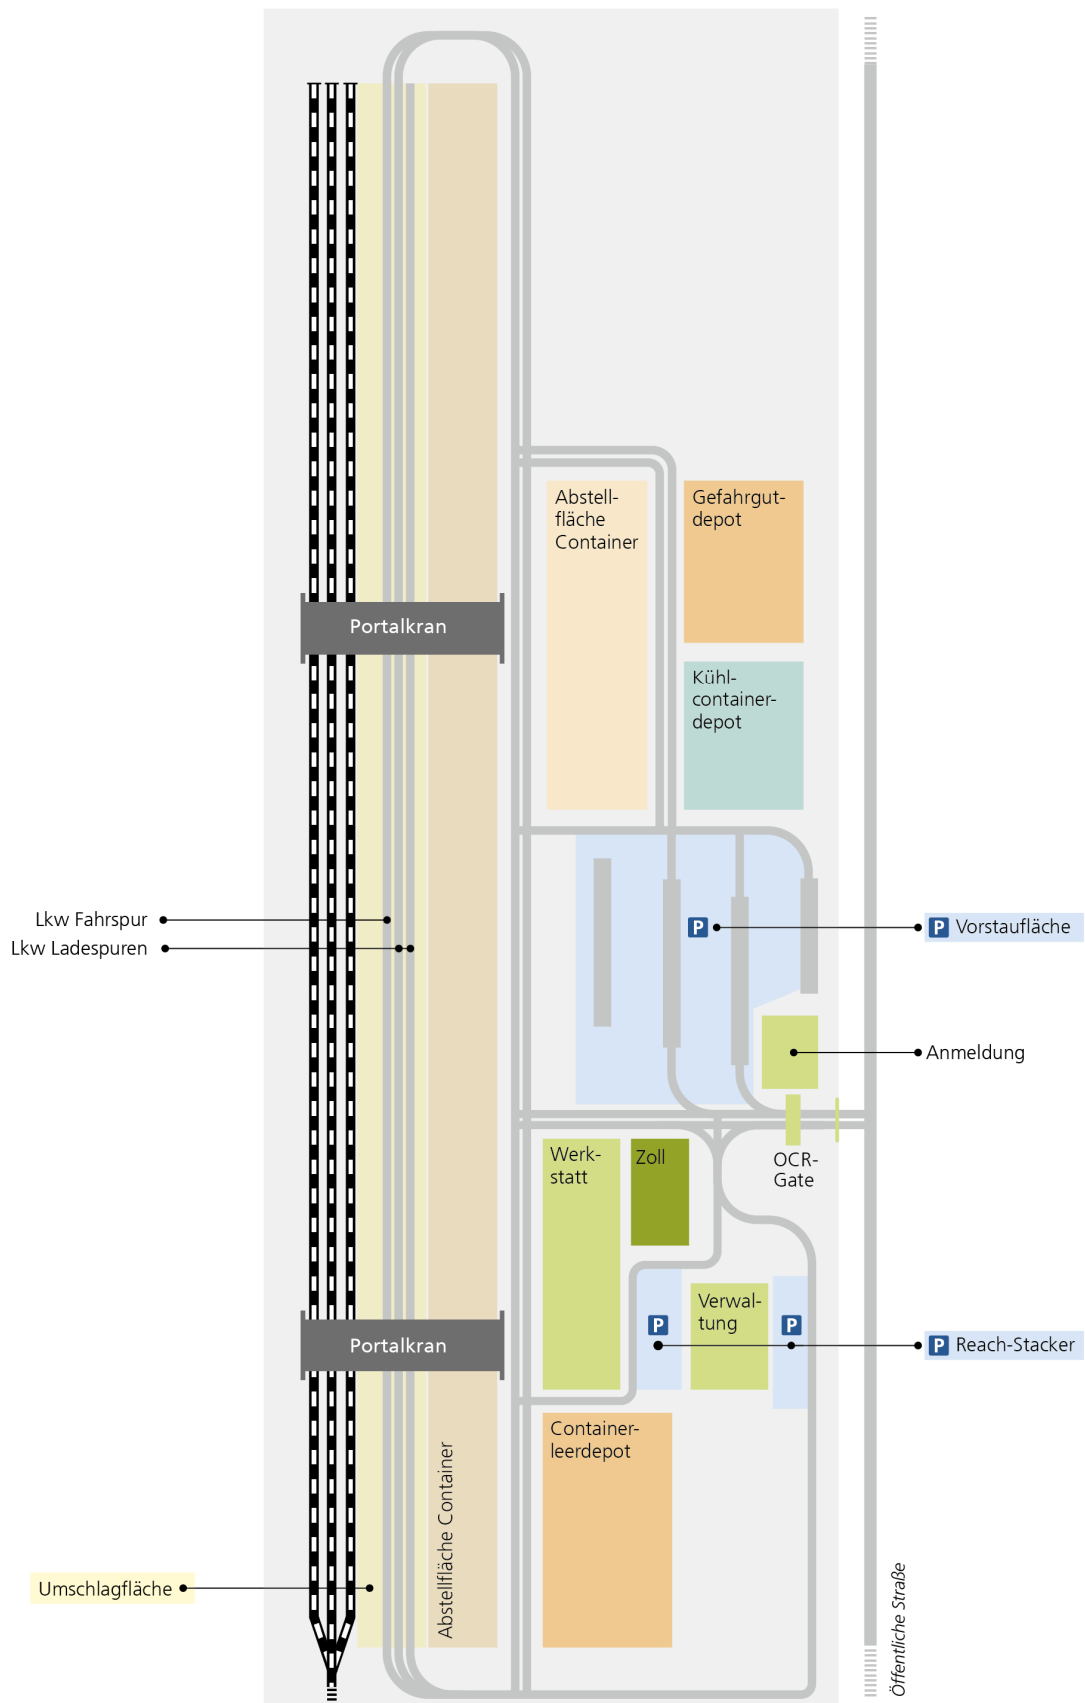 Abstell-
fläche
Container
Gefahrgut-
depot
Portalkran
Kühl-
container-
depot
Lkw Fahrspur
Lkw Ladespuren
P
P Vorstaufläche
Anmeldung
OCR-
Gate
Werk-
statt
Zoll
Verwal-
tung
P
P
P Reach-Stacker
Portalkran
Container-
leerdepot
Abstellfläche Container
Umschlagfläche
Öffentliche Straße